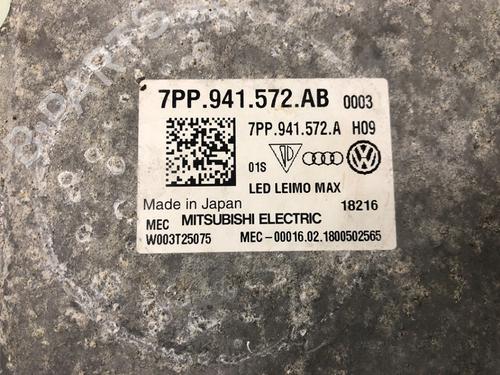 7PP.941.572.AB 0003
7PP.941.572.A H09
01S
LED LEIMO MAX
Made in Japan 18216
MEC MITSUBISHI ELECTRIC
W003T25075 MEC-00016.02.1800502565